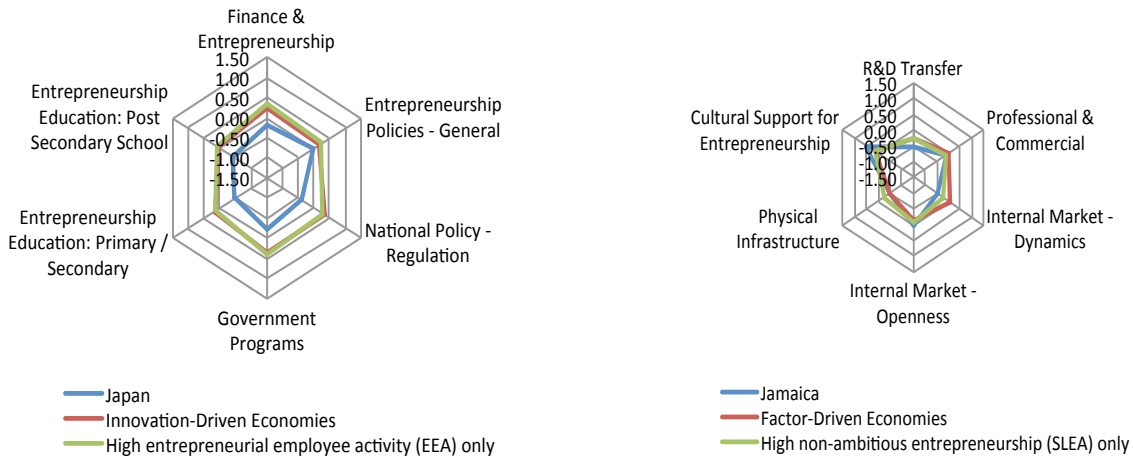 Finance &
Entrepreneurship
1.50
1.00
0.50
0.00
-0.50
-1.00
-1.50
Entrepreneurship
Policies - General
National Policy -
Regulation
Government
Programs
Entrepreneurship
Education: Primary /
Secondary
Entrepreneurship
Education: Post
Secondary School
Japan
Innovation-Driven Economies
High entrepreneurial employee activity (EEA) only
R&D Transfer
1.50
1.00
0.50
0.00
-0.50
-1.00
-1.50
Professional &
Commercial
Internal Market -
Dynamics
Internal Market -
Openness
Physical
Infrastructure
Cultural Support for
Entrepreneurship
Jamaica
Factor-Driven Economies
High non-ambitious entrepreneurship (SLEA) only